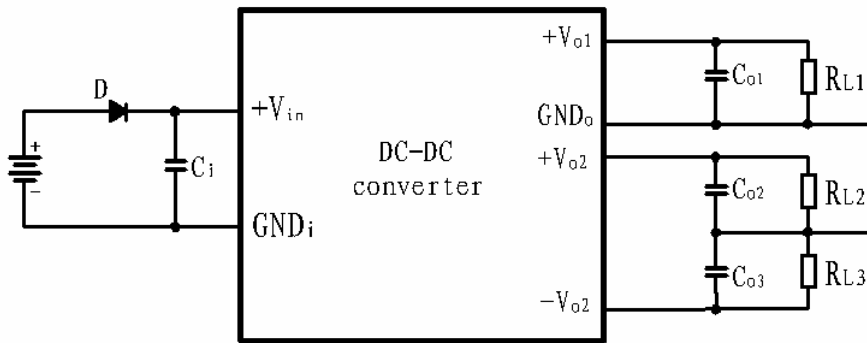 +Vo1
Co1
RL1
D
+Vin
GNDo
+
DC-DC
converter
+Vo2
Ci
−
Co2
RL2
GNDi
Co3
RL3
−Vo2